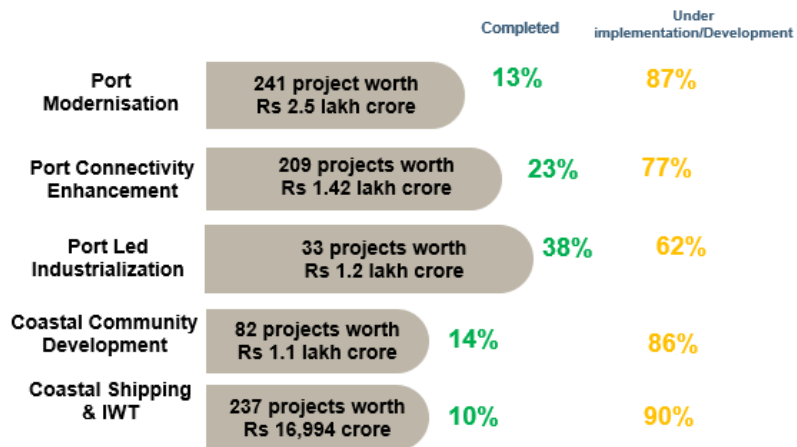 Completed
Under
implementation/Development
Port
Modernisation
241 project worth
Rs 2.5 lakh crore
13%
87%
Port Connectivity
Enhancement
209 projects worth
Rs 1.42 lakh crore
23%
77%
Port Led
Industrialization
33 projects worth
Rs 1.2 lakh crore
38%
62%
Coastal Community
Development
82 projects worth
Rs 1.1 lakh crore
14%
86%
Coastal Shipping
& IWT
237 projects worth
Rs 16,994 crore
10%
90%